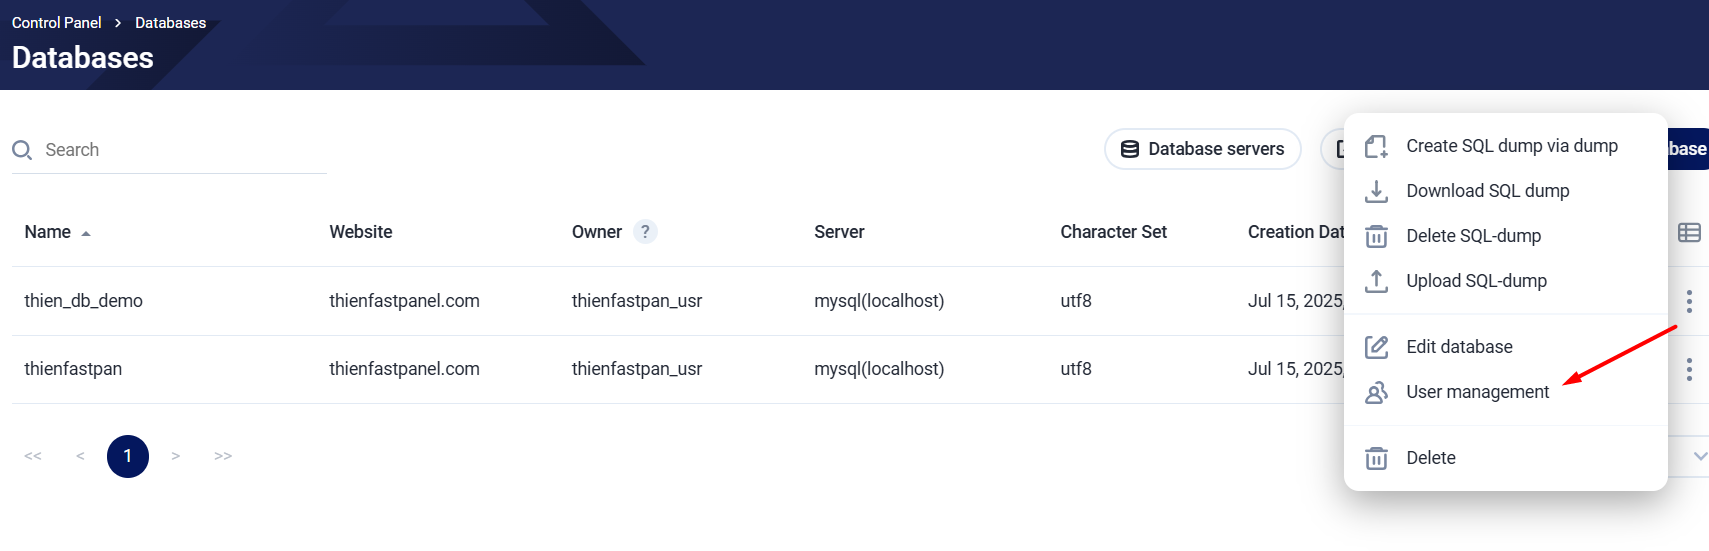 Control Panel > Databases
Databases
Search
Database servers
base
Name Website Owner ? Server Character Set Creation Dat
thien_db_demo thienfastpanel.com thienfastpan_usr mysql(localhost) utf8 Jul 15, 2025,
thienfastpan thienfastpanel.com thienfastpan_usr mysql(localhost) utf8 Jul 15, 2025,
<< < 1 > >>
Create SQL dump via dump
Download SQL dump
Delete SQL-dump
Upload SQL-dump
Edit database
User management
Delete